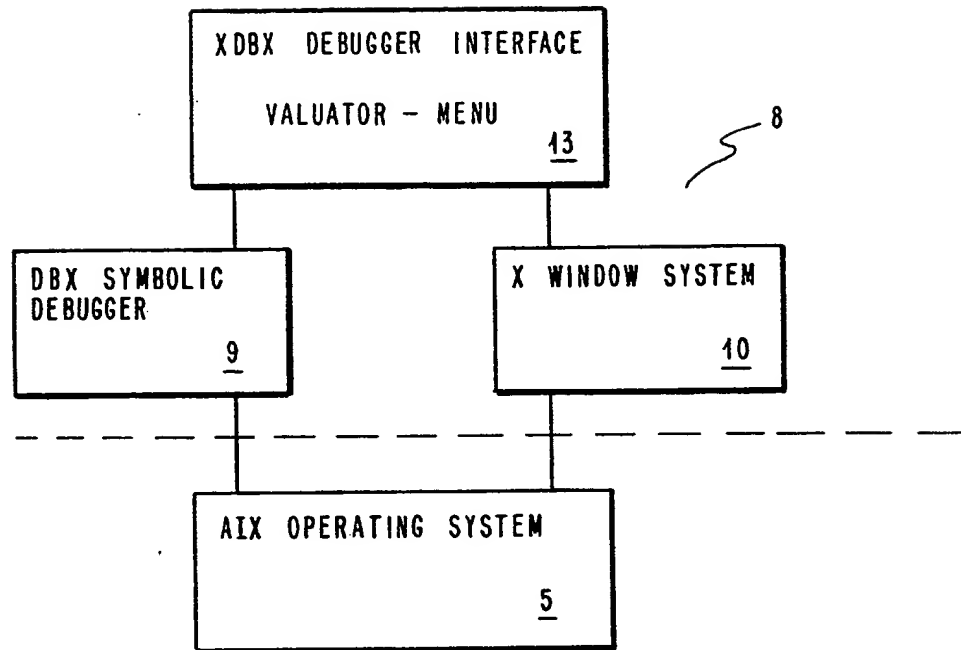 XDBX DEBUGGER INTERFACE
VALUATOR - MENU
13
8
DBX SYMBOLIC
DEBUGGER
9
X WINDOW SYSTEM
10
AIX OPERATING SYSTEM
5